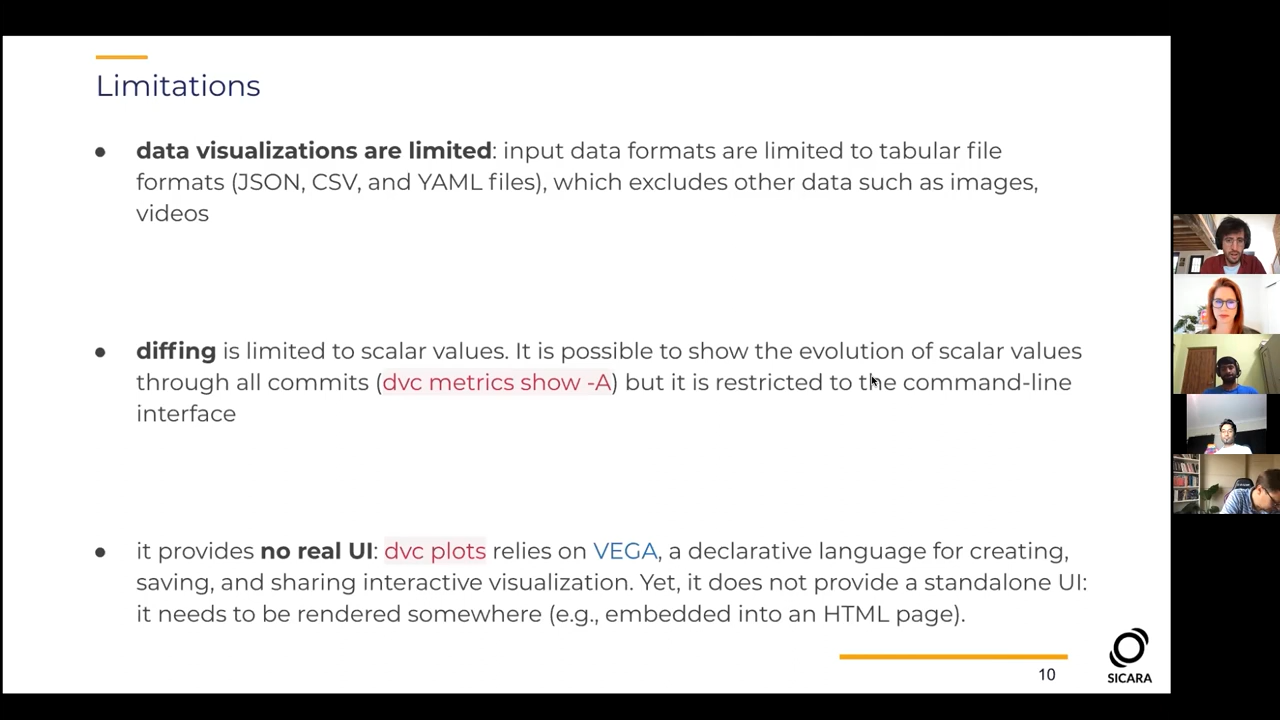 Limitations
● data visualizations are limited: input data formats are limited to tabular file
formats (JSON, CSV, and YAML files), which excludes other data such as images,
videos
● diffing is limited to scalar values. It is possible to show the evolution of scalar values
through all commits (dvc metrics show -A) but it is restricted to the command-line
interface
● it provides no real UI: dvc plots relies on VEGA, a declarative language for creating,
saving, and sharing interactive visualization. Yet, it does not provide a standalone UI:
it needs to be rendered somewhere (e.g., embedded into an HTML page).
10
SICARA